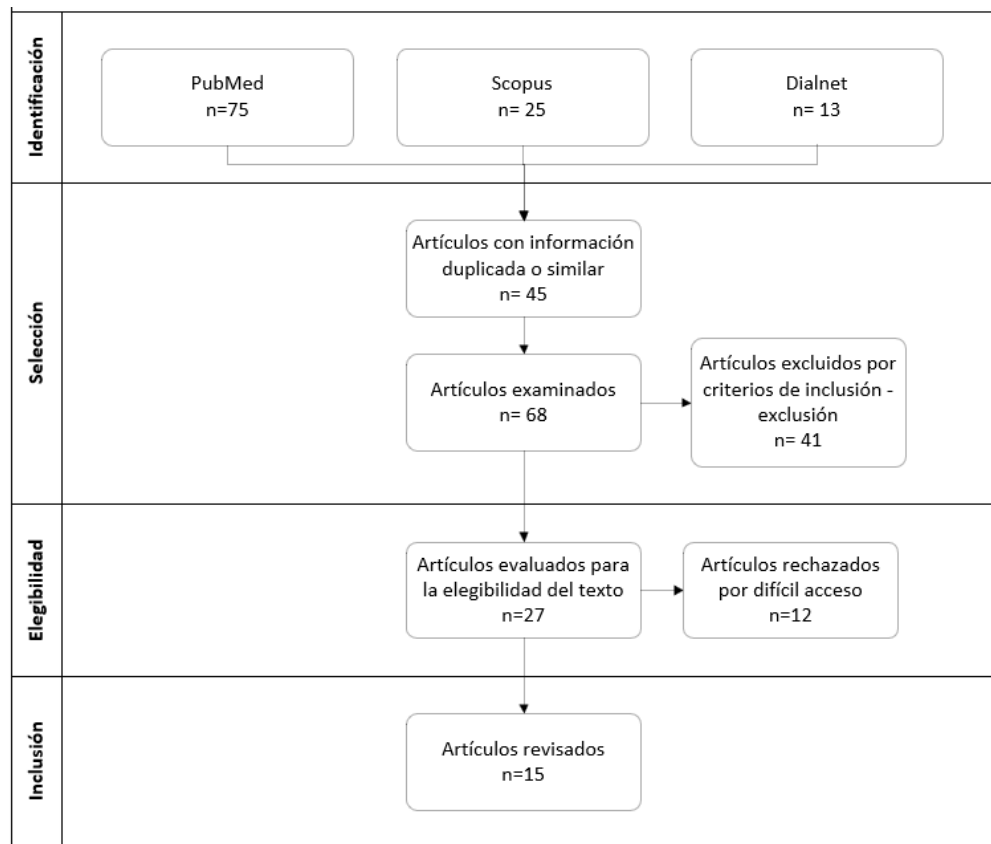 Identificación
PubMed
n=75
Scopus
n= 25
Dialnet
n= 13
Selección
Artículos con información
duplicada o similar
n= 45
Artículos examinados
n= 68
Artículos excluidos por
criterios de inclusión -
exclusión
n= 41
Elegibilidad
Artículos evaluados para
la elegibilidad del texto
n=27
Artículos rechazados
por difícil acceso
n=12
Inclusión
Artículos revisados
n=15